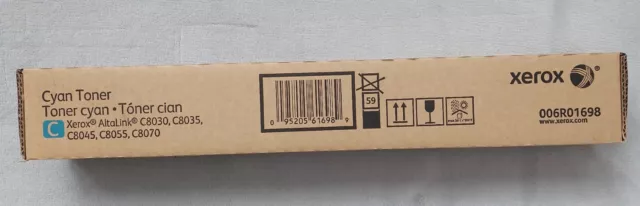 Cyan Toner
Toner cyan • Tóner cian
C Xerox® AltaLink® C8030, C8035,
C8045, C8055, C8070
0 95205 61698 9
59
xerox
006R01698
www.xerox.com